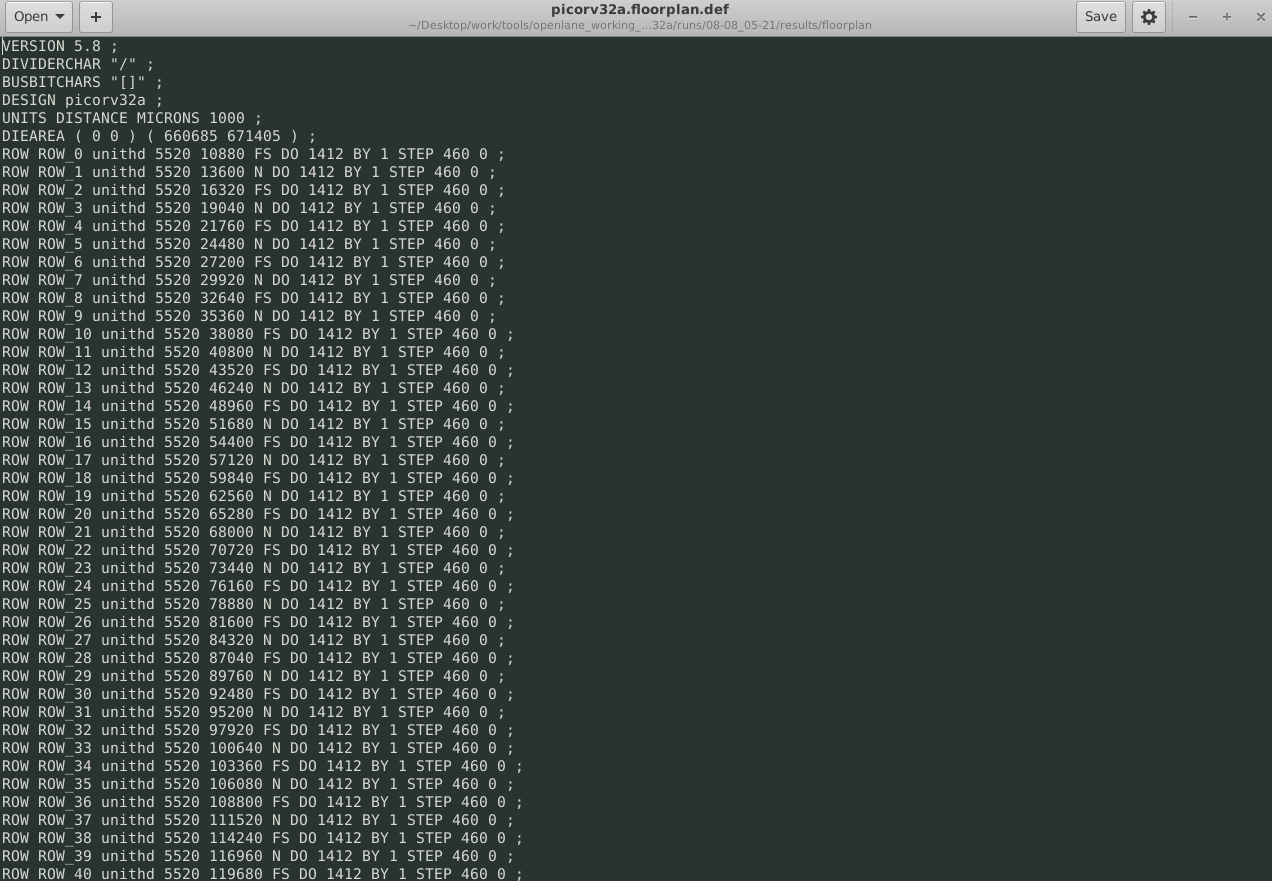 Open
picorv32a.floorplan.def
~/Desktop/work/tools/openlane_working_...32a/runs/08-08_05-21/results/floorplan
Save
VERSION 5.8 ;
DIVIDERCHAR "/" ;
BUSBITCHARS "[]" ;
DESIGN picorv32a ;
UNITS DISTANCE MICRONS 1000 ;
DIEAREA ( 0 0 ) ( 660685 671405 ) ;
ROW ROW_0 unithd 5520 10880 FS DO 1412 BY 1 STEP 460 0 ;
ROW ROW_1 unithd 5520 13600 N DO 1412 BY 1 STEP 460 0 ;
ROW ROW_2 unithd 5520 16320 FS DO 1412 BY 1 STEP 460 0 ;
ROW ROW_3 unithd 5520 19040 N DO 1412 BY 1 STEP 460 0 ;
ROW ROW_4 unithd 5520 21760 FS DO 1412 BY 1 STEP 460 0 ;
ROW ROW_5 unithd 5520 24480 N DO 1412 BY 1 STEP 460 0 ;
ROW ROW_6 unithd 5520 27200 FS DO 1412 BY 1 STEP 460 0 ;
ROW ROW_7 unithd 5520 29920 N DO 1412 BY 1 STEP 460 0 ;
ROW ROW_8 unithd 5520 32640 FS DO 1412 BY 1 STEP 460 0 ;
ROW ROW_9 unithd 5520 35360 N DO 1412 BY 1 STEP 460 0 ;
ROW ROW_10 unithd 5520 38080 FS DO 1412 BY 1 STEP 460 0 ;
ROW ROW_11 unithd 5520 40800 N DO 1412 BY 1 STEP 460 0 ;
ROW ROW_12 unithd 5520 43520 FS DO 1412 BY 1 STEP 460 0 ;
ROW ROW_13 unithd 5520 46240 N DO 1412 BY 1 STEP 460 0 ;
ROW ROW_14 unithd 5520 48960 FS DO 1412 BY 1 STEP 460 0 ;
ROW ROW_15 unithd 5520 51680 N DO 1412 BY 1 STEP 460 0 ;
ROW ROW_16 unithd 5520 54400 FS DO 1412 BY 1 STEP 460 0 ;
ROW ROW_17 unithd 5520 57120 N DO 1412 BY 1 STEP 460 0 ;
ROW ROW_18 unithd 5520 59840 FS DO 1412 BY 1 STEP 460 0 ;
ROW ROW_19 unithd 5520 62560 N DO 1412 BY 1 STEP 460 0 ;
ROW ROW_20 unithd 5520 65280 FS DO 1412 BY 1 STEP 460 0 ;
ROW ROW_21 unithd 5520 68000 N DO 1412 BY 1 STEP 460 0 ;
ROW ROW_22 unithd 5520 70720 FS DO 1412 BY 1 STEP 460 0 ;
ROW ROW_23 unithd 5520 73440 N DO 1412 BY 1 STEP 460 0 ;
ROW ROW_24 unithd 5520 76160 FS DO 1412 BY 1 STEP 460 0 ;
ROW ROW_25 unithd 5520 78880 N DO 1412 BY 1 STEP 460 0 ;
ROW ROW_26 unithd 5520 81600 FS DO 1412 BY 1 STEP 460 0 ;
ROW ROW_27 unithd 5520 84320 N DO 1412 BY 1 STEP 460 0 ;
ROW ROW_28 unithd 5520 87040 FS DO 1412 BY 1 STEP 460 0 ;
ROW ROW_29 unithd 5520 89760 N DO 1412 BY 1 STEP 460 0 ;
ROW ROW_30 unithd 5520 92480 FS DO 1412 BY 1 STEP 460 0 ;
ROW ROW_31 unithd 5520 95200 N DO 1412 BY 1 STEP 460 0 ;
ROW ROW_32 unithd 5520 97920 FS DO 1412 BY 1 STEP 460 0 ;
ROW ROW_33 unithd 5520 100640 N DO 1412 BY 1 STEP 460 0 ;
ROW ROW_34 unithd 5520 103360 FS DO 1412 BY 1 STEP 460 0 ;
ROW ROW_35 unithd 5520 106080 N DO 1412 BY 1 STEP 460 0 ;
ROW ROW_36 unithd 5520 108800 FS DO 1412 BY 1 STEP 460 0 ;
ROW ROW_37 unithd 5520 111520 N DO 1412 BY 1 STEP 460 0 ;
ROW ROW_38 unithd 5520 114240 FS DO 1412 BY 1 STEP 460 0 ;
ROW ROW_39 unithd 5520 116960 N DO 1412 BY 1 STEP 460 0 ;
ROW ROW_40 unithd 5520 119680 FS DO 1412 BY 1 STEP 460 0 ;